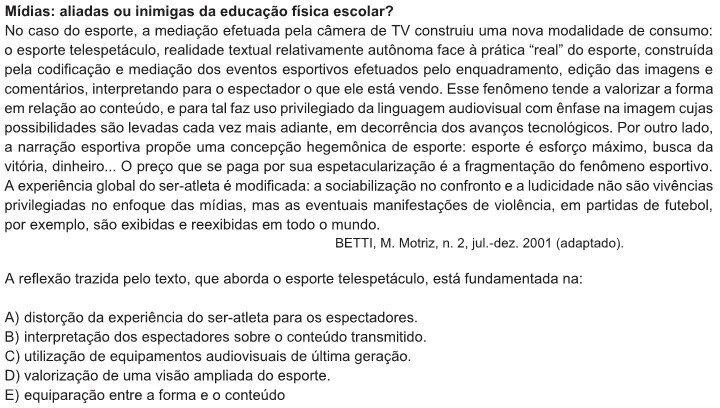 Mídias: aliadas ou inimigas da educação física escolar?
No caso do esporte, a mediação efetuada pela câmera de TV construiu uma nova modalidade de consumo:
o esporte telespetáculo, realidade textual relativamente autônoma face à prática “real” do esporte, construída
pela codificação e mediação dos eventos esportivos efetuados pelo enquadramento, edição das imagens e
comentários, interpretando para o espectador o que ele está vendo. Esse fenômeno tende a valorizar a forma
em relação ao conteúdo, e para tal faz uso privilegiado da linguagem audiovisual com ênfase na imagem cujas
possibilidades são levadas cada vez mais adiante, em decorrência dos avanços tecnológicos. Por outro lado,
a narração esportiva propõe uma concepção hegemônica de esporte: esporte é esforço máximo, busca da
vitória, dinheiro... O preço que se paga por sua espetacularização é a fragmentação do fenômeno esportivo.
A experiência global do ser-atleta é modificada: a sociabilização no confronto e a ludicidade não são vivências
privilegiadas no enfoque das mídias, mas as eventuais manifestações de violência, em partidas de futebol,
por exemplo, são exibidas e reexibidas em todo o mundo.
BETTI, M. Motriz, n. 2, jul.-dez. 2001 (adaptado).
A reflexão trazida pelo texto, que aborda o esporte telespetáculo, está fundamentada na:
A) distorção da experiência do ser-atleta para os espectadores.
B) interpretação dos espectadores sobre o conteúdo transmitido.
C) utilização de equipamentos audiovisuais de última geração.
D) valorização de uma visão ampliada do esporte.
E) equiparação entre a forma e o conteúdo